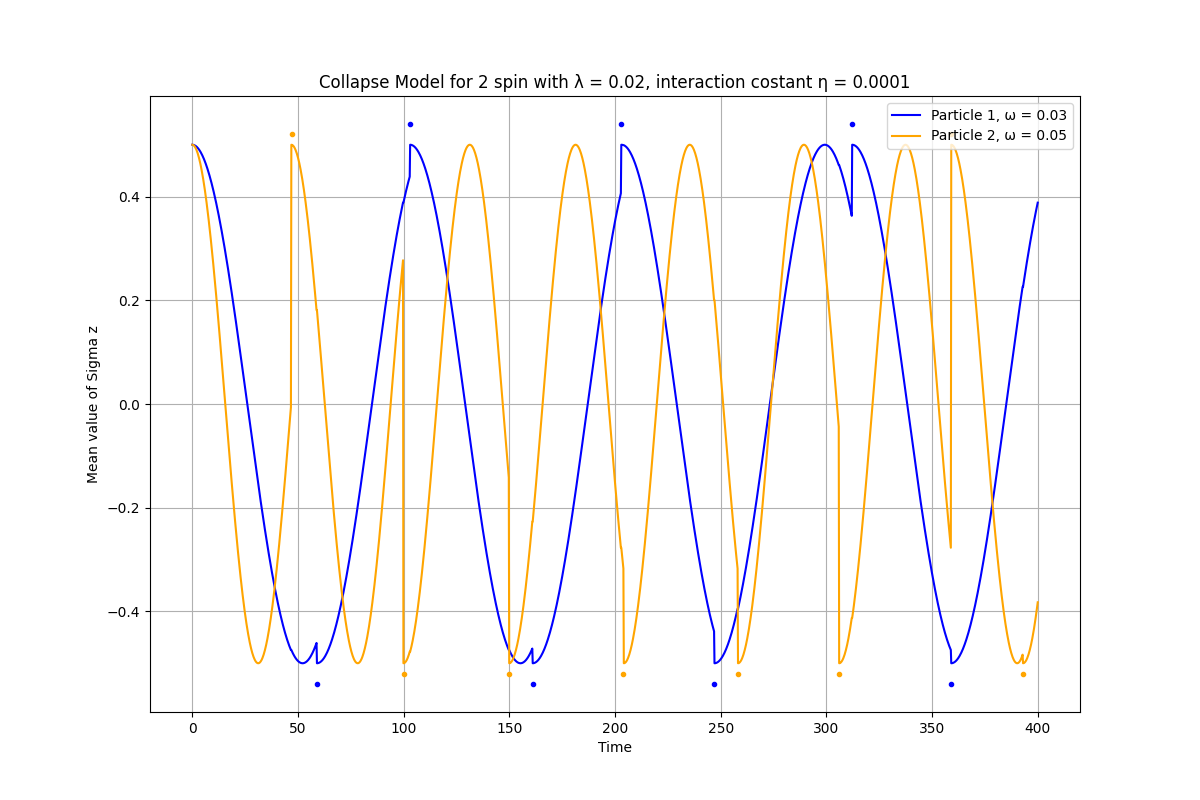 Collapse Model for 2 spin with λ = 0.02, interaction costant η = 0.0001
Particle 1, ω = 0.03
Particle 2, ω = 0.05
Mean value of Sigma z
0.4
0.2
0.0
−0.2
−0.4
0 50 100 150 200 250 300 350 400
Time